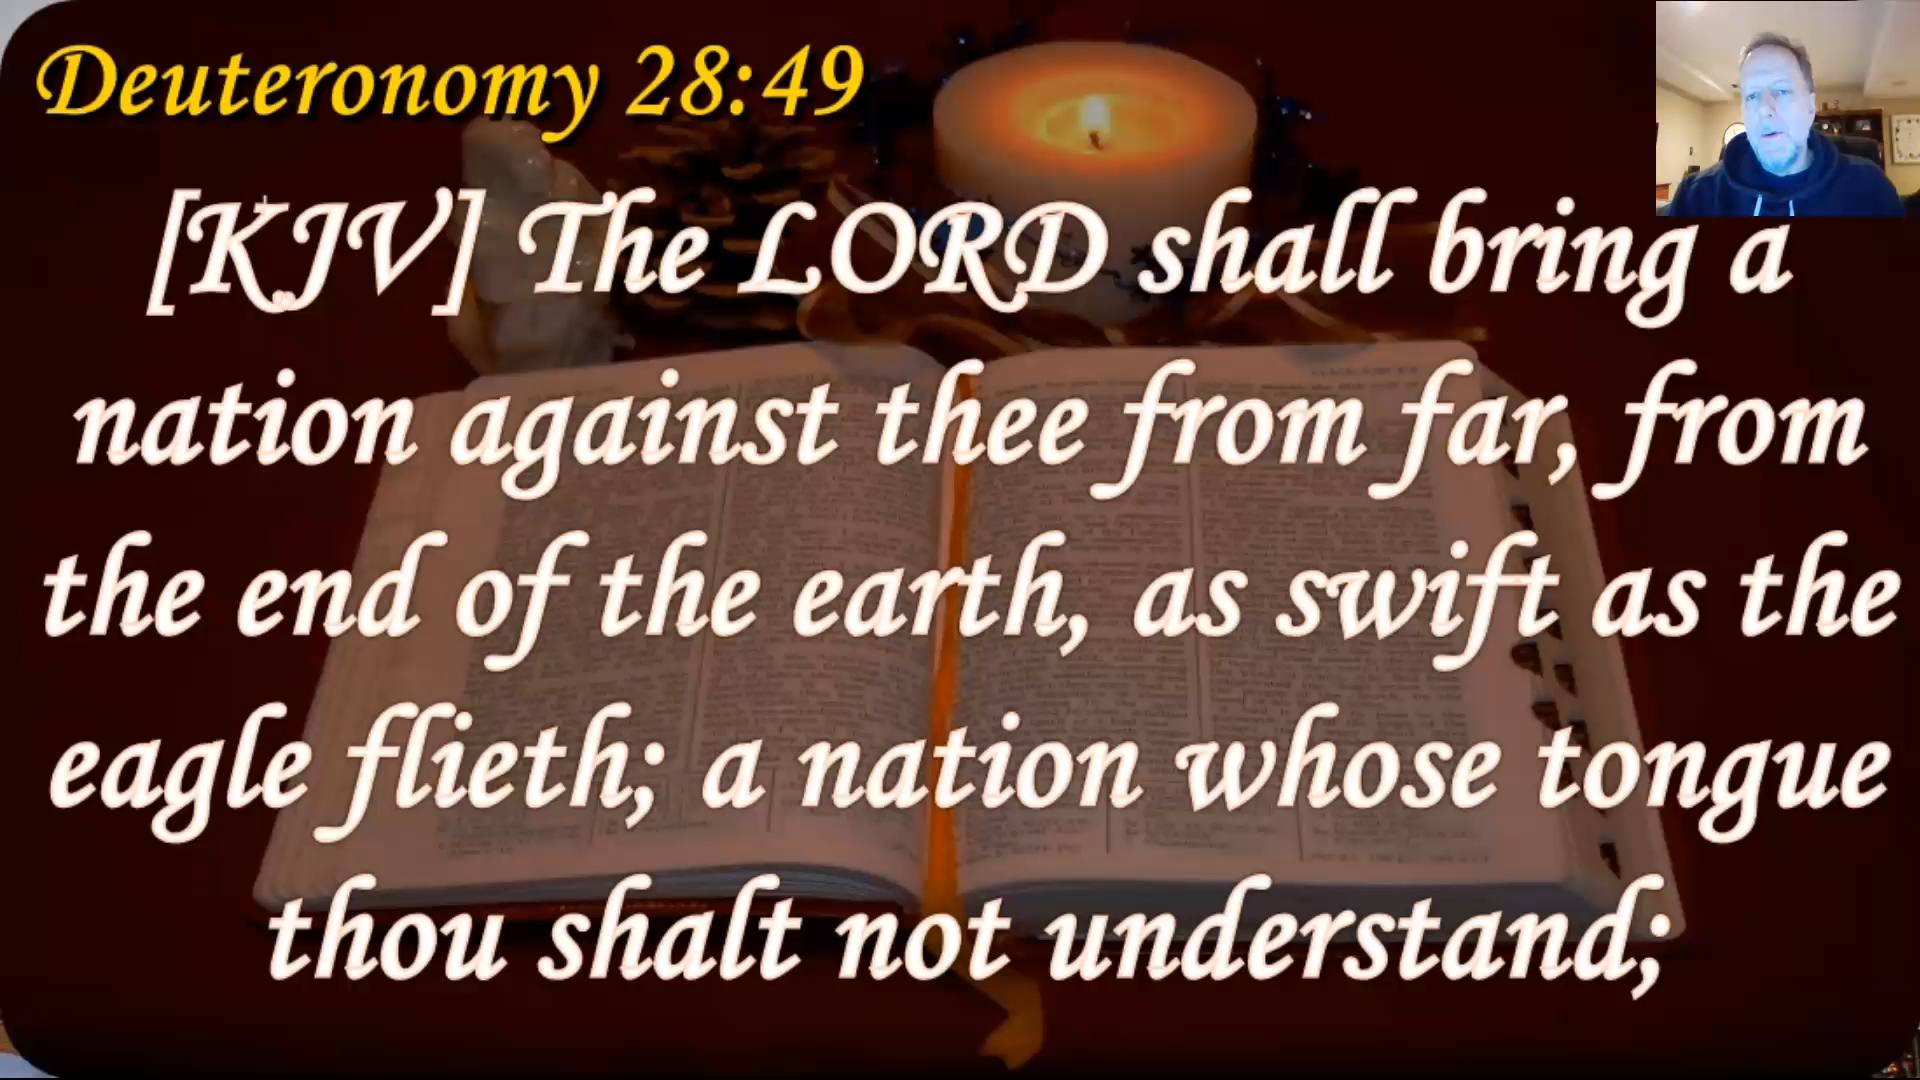 Deuteronomy 28:49
[KJV] The LORD shall bring a
nation against thee from far, from
the end of the earth, as swift as the
eagle flieth; a nation whose tongue
thou shalt not understand;